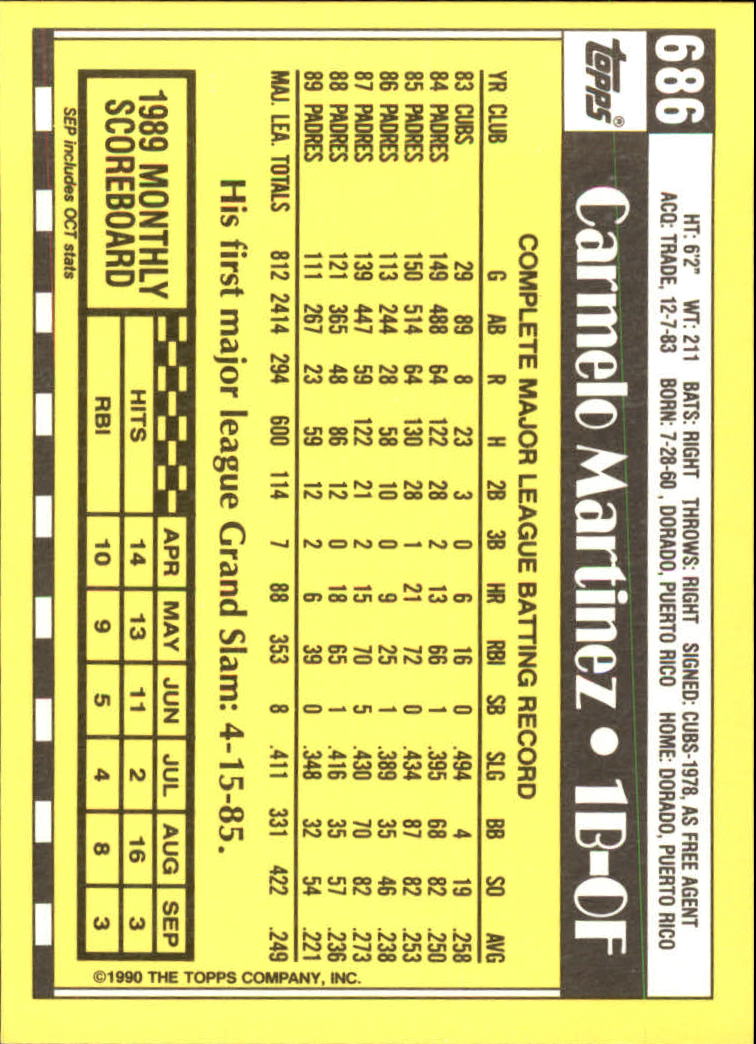 686
HT: 6'2" WT: 211 BATS: RIGHT THROWS: RIGHT SIGNED: CUBS-1978, AS FREE AGENT
ACQ: TRADE, 12-7-83 BORN: 7-28-60 , DORADO, PUERTO RICO HOME: DORADO, PUERTO RICO
topps®
Carmelo Martinez • 1B-OF
COMPLETE MAJOR LEAGUE BATTING RECORD
YR CLUB G AB R H 2B 3B HR RBI SB SLG BB SO AVG
83 CUBS 29 89 8 23 3 0 6 16 0 .494 4 19 .258
84 PADRES 149 488 64 122 28 2 13 66 1 .395 68 82 .250
85 PADRES 150 514 64 130 28 1 21 72 0 .434 87 82 .253
86 PADRES 113 244 28 58 10 0 9 25 1 .389 35 46 .238
87 PADRES 139 447 59 122 21 2 15 70 5 .430 70 82 .273
88 PADRES 121 365 48 86 12 0 18 65 1 .416 35 57 .236
89 PADRES 111 267 23 59 12 2 6 39 0 .348 32 54 .221
MAJ. LEA. TOTALS 812 2414 294 600 114 7 88 353 8 .411 331 422 .249
His first major league Grand Slam: 4-15-85.
1989 MONTHLY
SCOREBOARD
SEP includes OCT stats
APR MAY JUN JUL AUG SEP
HITS 14 13 11 2 16 3
RBI 10 9 5 4 8 3
©1990 THE TOPPS COMPANY, INC.